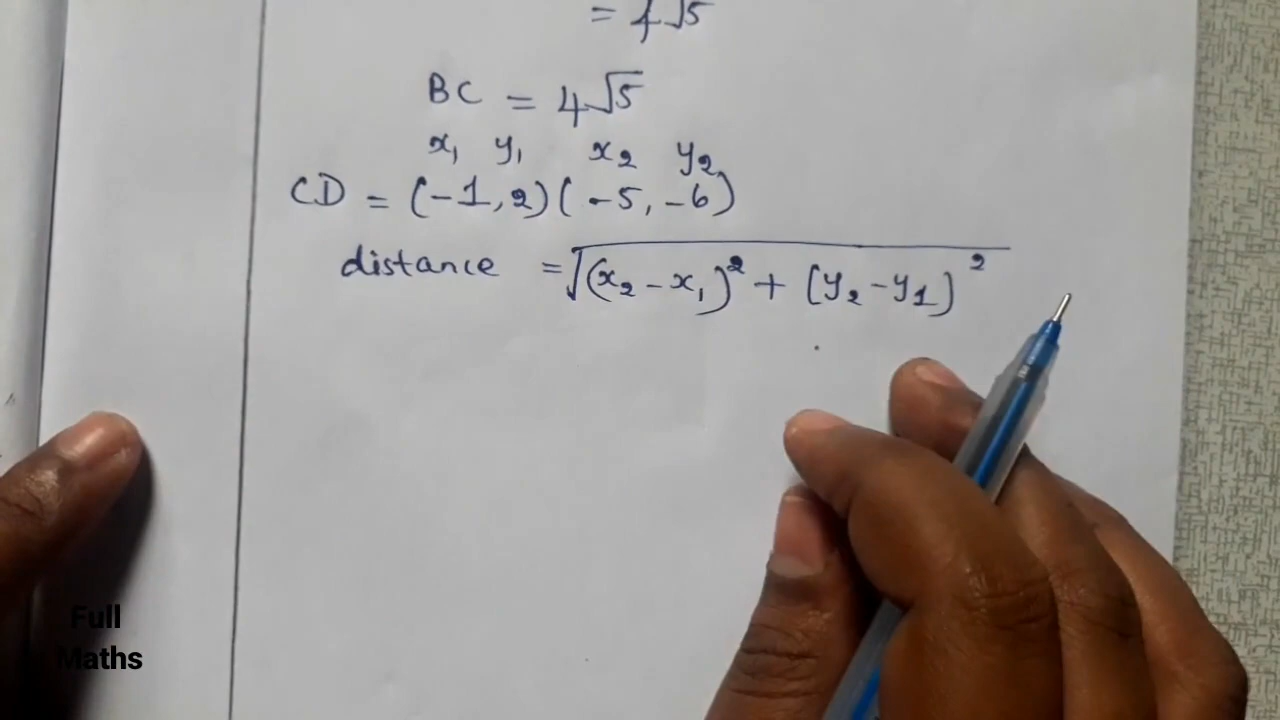 = 4√5
BC = 4√5
x₁ y₁ x₂ y₂
CD = (-1,2)(-5,-6)
distance = √(x₂-x₁)² + (y₂-y₁)²
Full
Maths